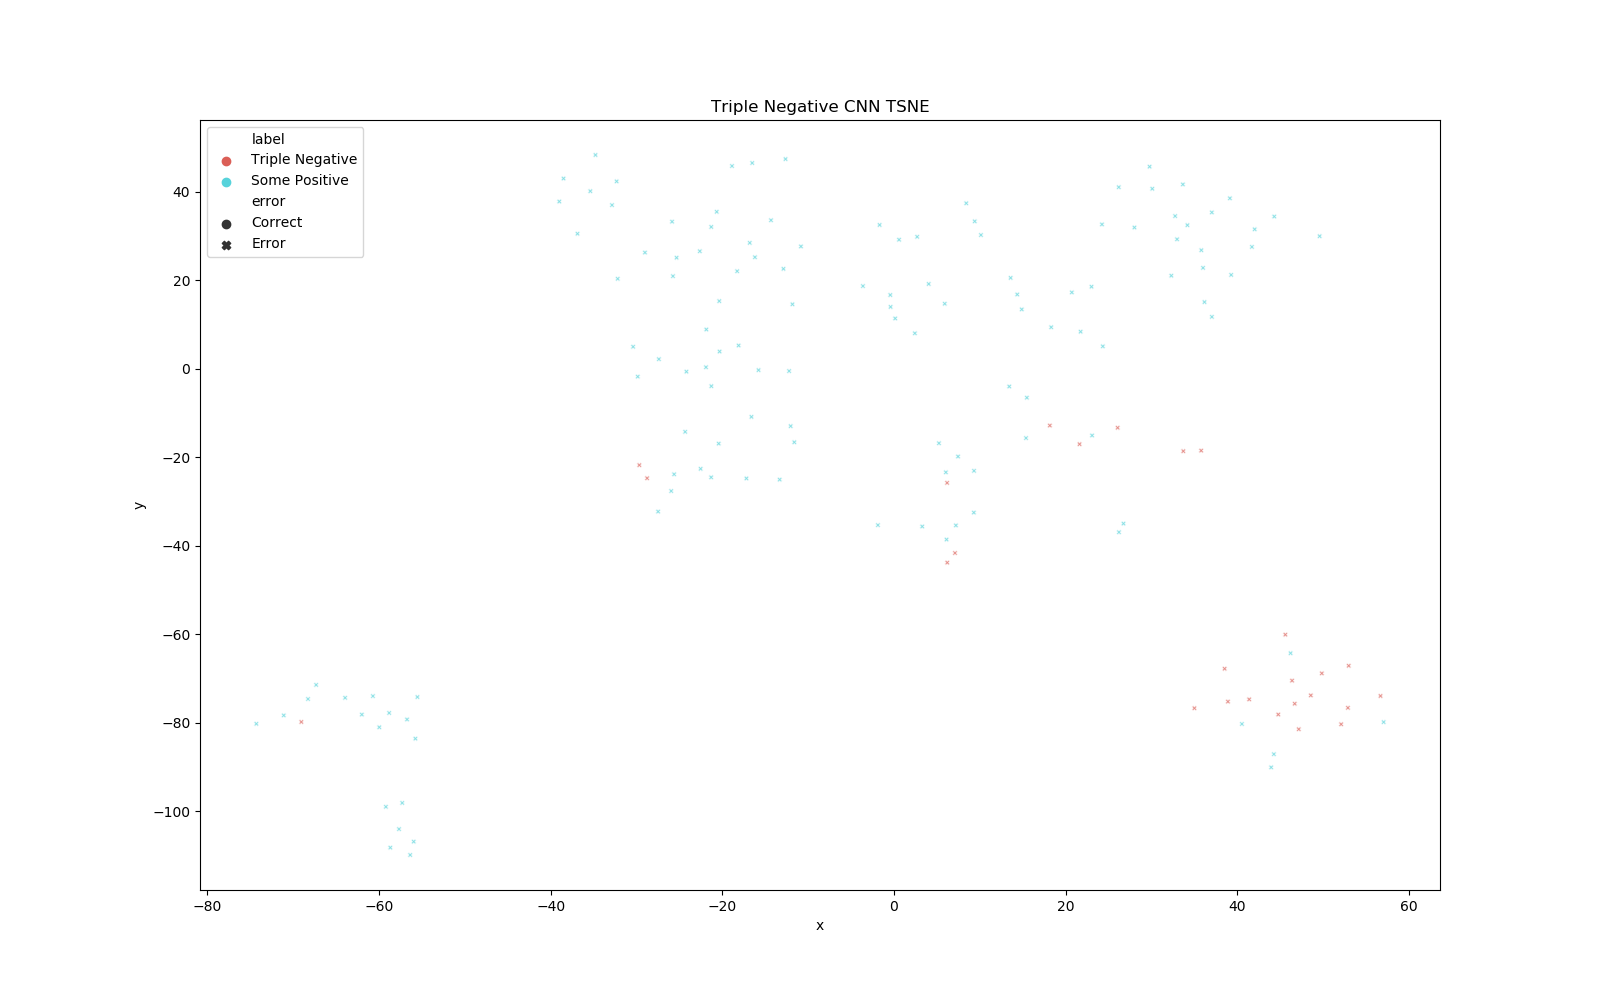 Triple Negative CNN TSNE
label
Triple Negative
Some Positive
error
Correct
Error
40
20
0
−20
−40
−60
−80
−100
y
−80 −60 −40 −20 0 20 40 60
x